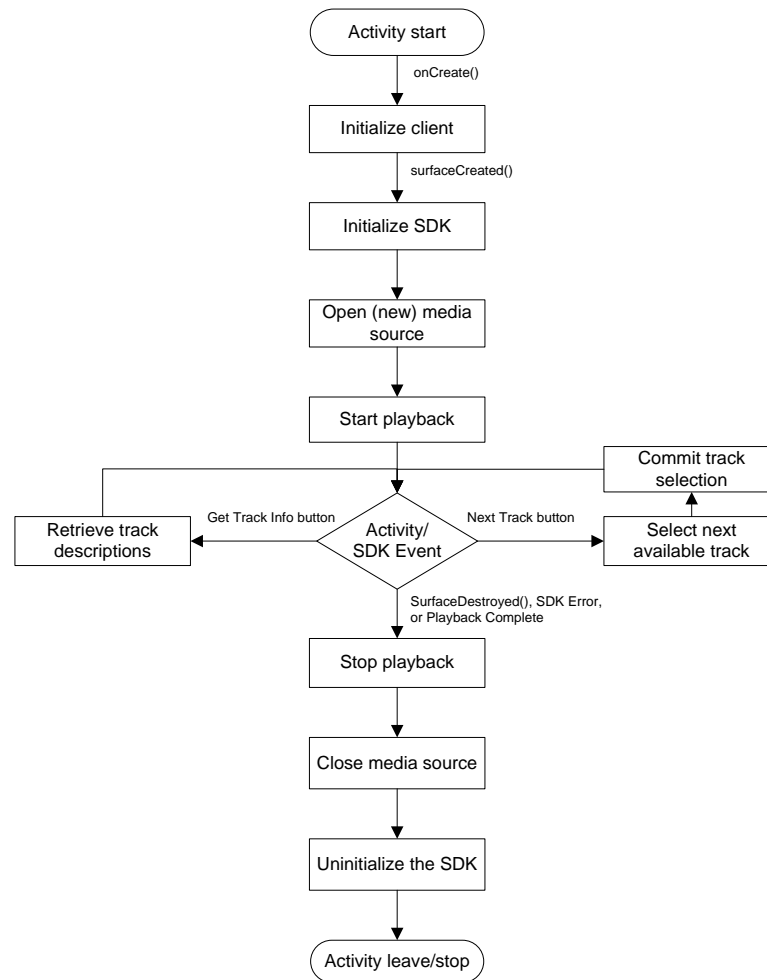 Activity start
onCreate()
Initialize client
surfaceCreated()
Initialize SDK
Open (new) media
source
Start playback
Commit track
selection
Get Track Info button
Next Track button
Retrieve track
descriptions
Activity/
SDK Event
Select next
available track
SurfaceDestroyed(), SDK Error,
or Playback Complete
Stop playback
Close media source
Uninitialize the SDK
Activity leave/stop